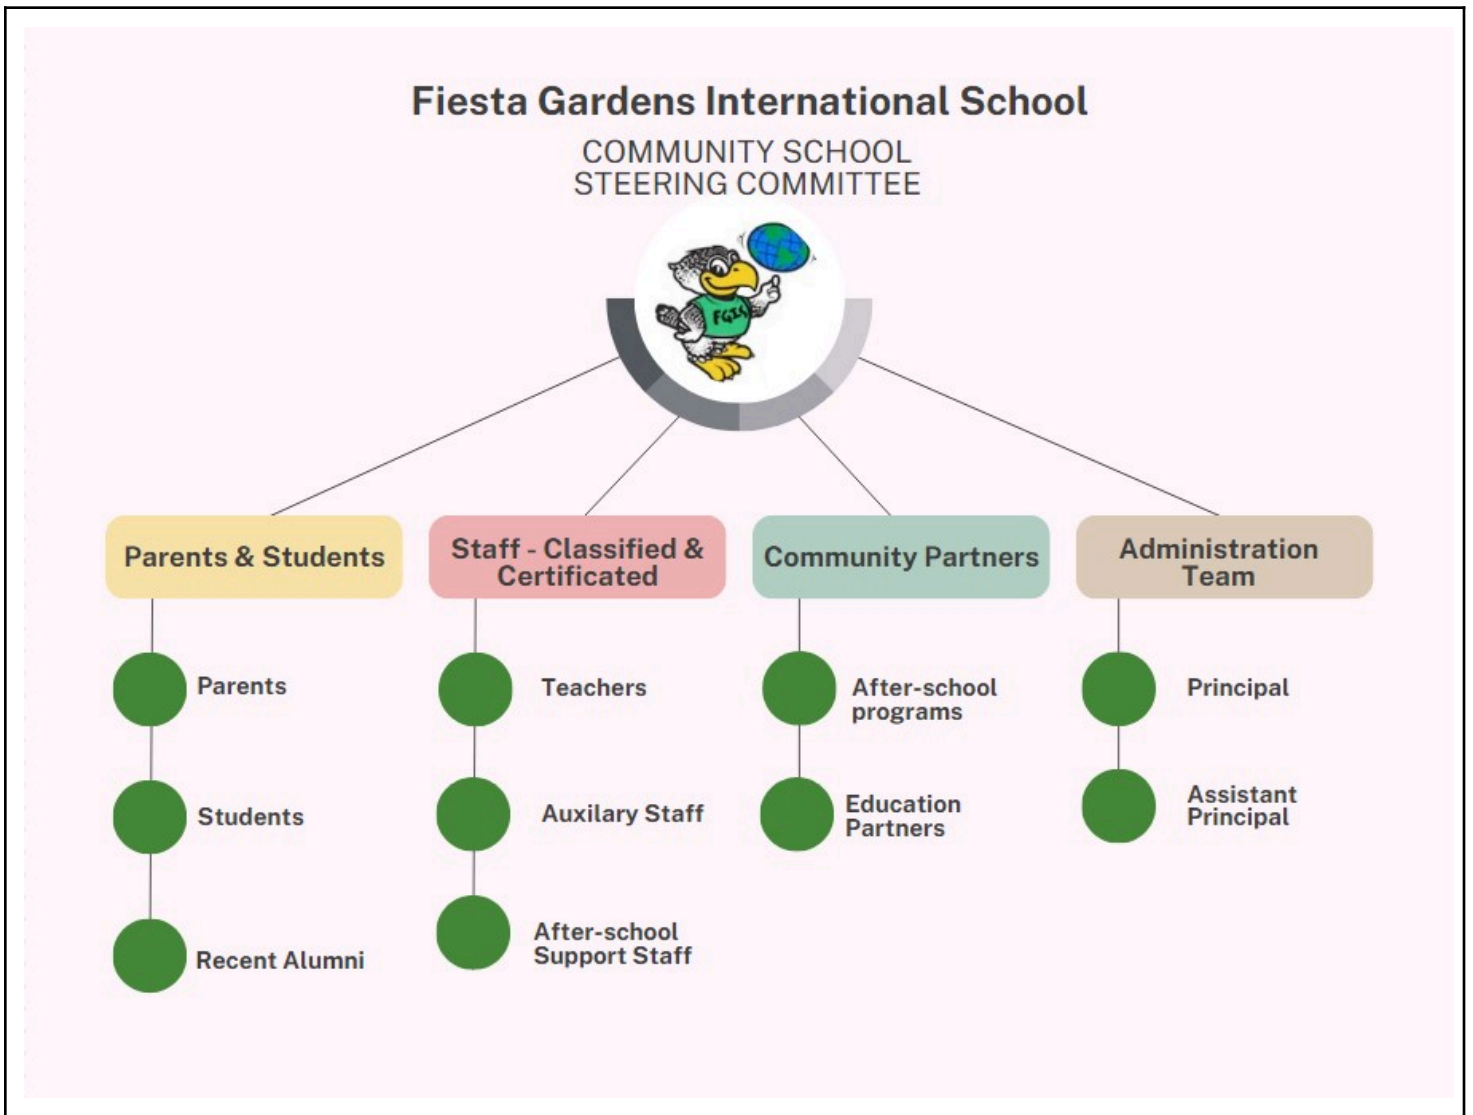 Fiesta Gardens International School
COMMUNITY SCHOOL
STEERING COMMITTEE
FGIS
Parents & Students
Parents
Students
Recent Alumni
Staff - Classified &
Certificated
Teachers
Auxilary Staff
After-school
Support Staff
Community Partners
After-school
programs
Education
Partners
Administration
Team
Principal
Assistant
Principal